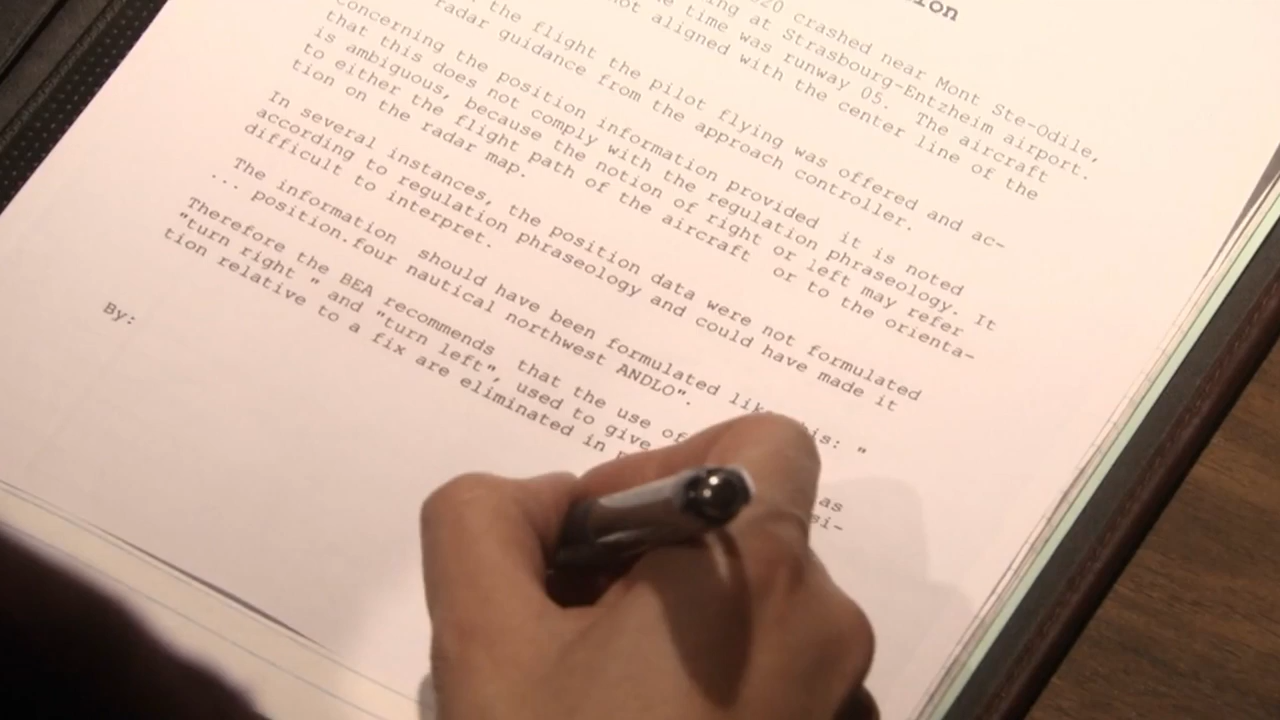 ion
20 crashed near Mont Ste-Odile,
ing at Strasbourg-Entzheim airport.
time was runway 05. The aircraft
not aligned with the center line of the
the flight the pilot flying was offered and ac-
radar guidance from the approach controller.
concerning the position information provided it is noted
that this does not comply with the regulation phraseology. It
is ambiguous, because the notion of right or left may refer
to either the flight path of the aircraft or to the orienta-
tion on the radar map.
In several instances, the position data were not formulated
according to regulation phraseology and could have made it
difficult to interpret.
The information should have been formulated like this: "
... position.four nautical northwest ANDLO".
Therefore the BEA recommends, that the use of as
"turn right " and "turn left", used to give si-
tion relative to a fix are eliminated in
By: